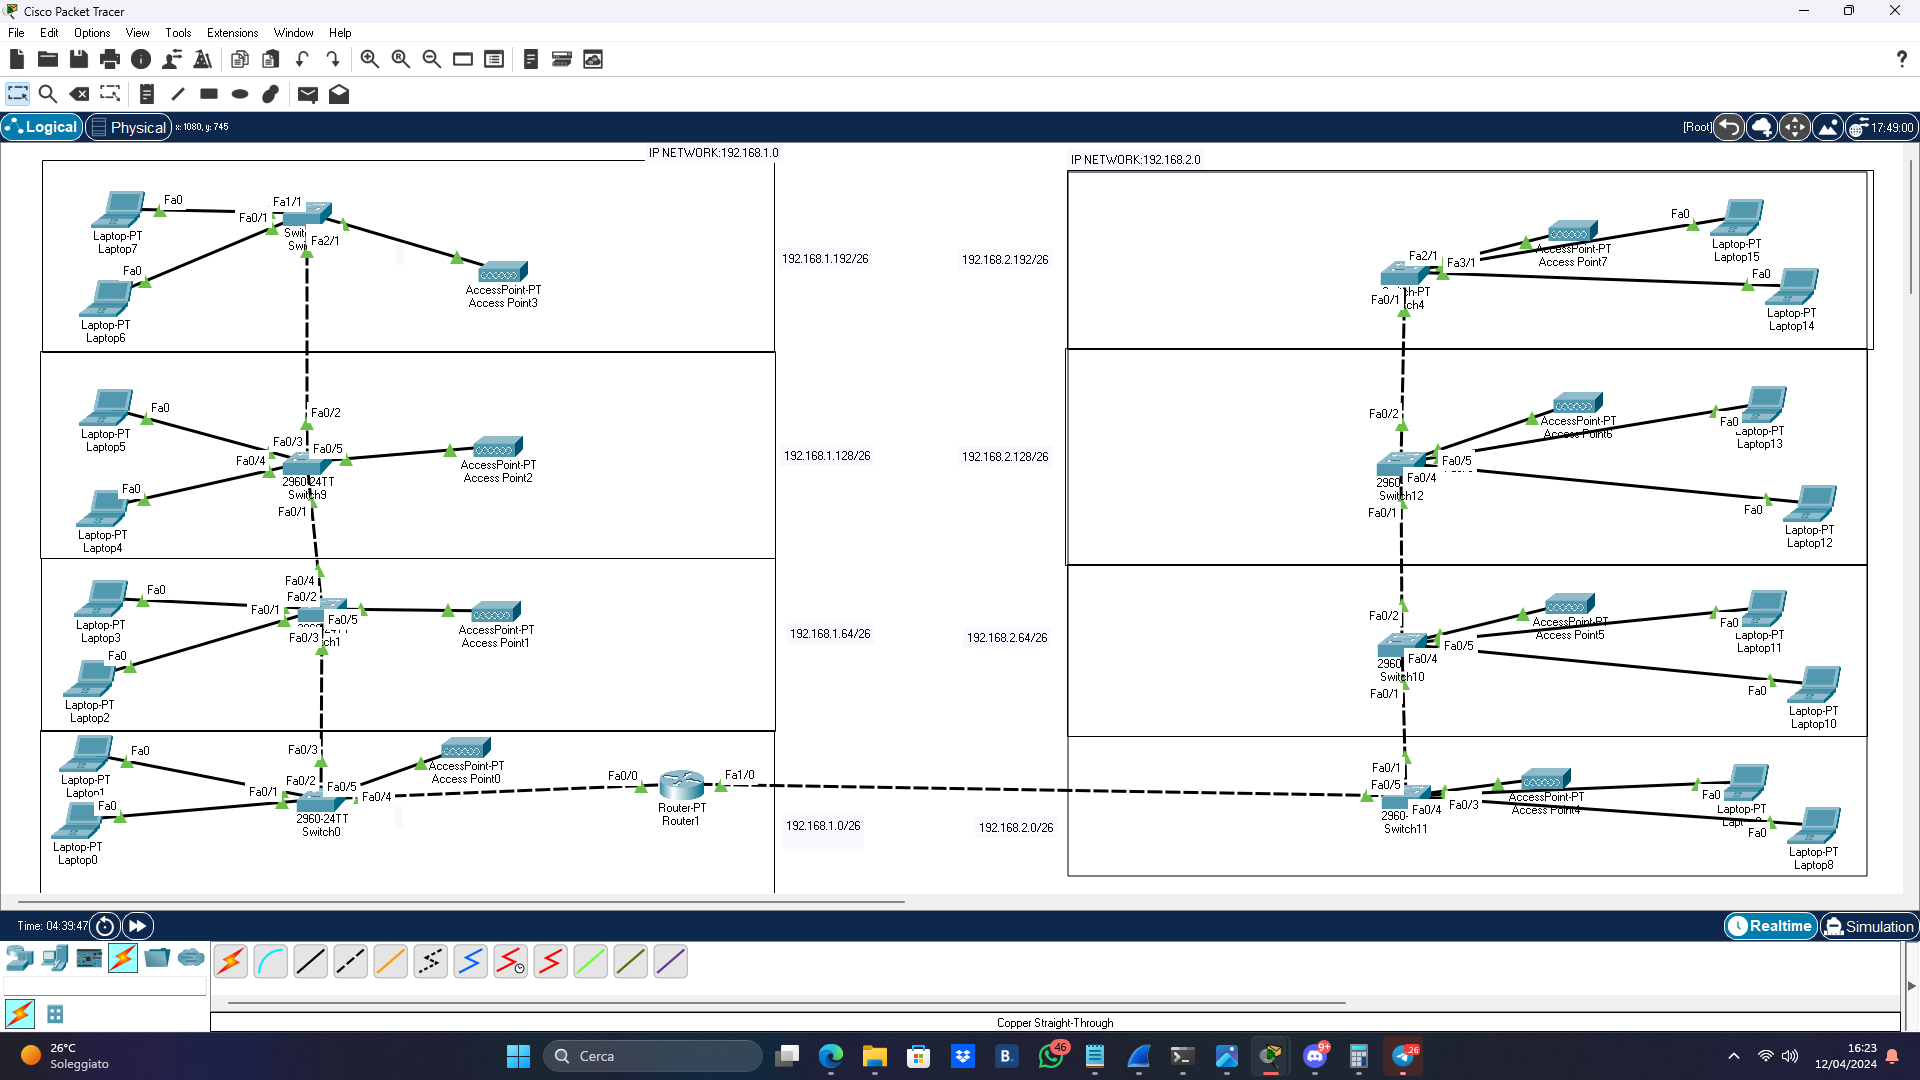 Cisco Packet Tracer
File Edit Options View Tools Extensions Window Help
Logical Physical x: 1080, y: 745 [Root] 17:49:00
IP NETWORK:192.168.1.0
IP NETWORK:192.168.2.0
Fa0
Laptop-PT
Laptop7
Fa0
Laptop-PT
Laptop6
Fa1/1
Fa0/1
Fa2/1
AccessPoint-PT
Access Point3
192.168.1.192/26
192.168.2.192/26
Fa2/1
Fa3/1
Fa0/1
AccessPoint-PT
Access Point7
Fa0
Laptop-PT
Laptop15
Fa0
Laptop-PT
Laptop14
Fa0
Laptop-PT
Laptop5
Fa0
Laptop-PT
Laptop4
Fa0/2
Fa0/3
Fa0/5
Fa0/4
2960-24TT
Switch9
Fa0/1
AccessPoint-PT
Access Point2
192.168.1.128/26
192.168.2.128/26
Fa0/2
Fa0/5
Fa0/4
2960
Switch12
Fa0/1
AccessPoint-PT
Access Point6
Fa0
Laptop-PT
Laptop13
Fa0
Laptop-PT
Laptop12
Fa0
Laptop-PT
Laptop3
Fa0
Laptop-PT
Laptop2
Fa0/4
Fa0/2
Fa0/1
Fa0/5
Fa0/3
AccessPoint-PT
Access Point1
192.168.1.64/26
192.168.2.64/26
Fa0/2
Fa0/5
Fa0/4
2960
Switch10
Fa0/1
AccessPoint-PT
Access Point5
Fa0
Laptop-PT
Laptop11
Fa0
Laptop-PT
Laptop10
Fa0
Laptop-PT
Laptop1
Fa0
Laptop-PT
Laptop0
Fa0/3
Fa0/2
Fa0/1
Fa0/5
Fa0/4
2960-24TT
Switch0
AccessPoint-PT
Access Point0
Fa0/0
Fa1/0
Router-PT
Router1
192.168.1.0/26
192.168.2.0/26
Fa0/1
Fa0/5
Fa0/4
Fa0/3
2960-
Switch11
AccessPoint-PT
Access Point4
Fa0
Laptop-PT
Fa0
Laptop-PT
Laptop8
Time: 04:39:47
Realtime Simulation
Copper Straight-Through
26°C
Soleggiato
Cerca
46
9+
26
16:23
12/04/2024